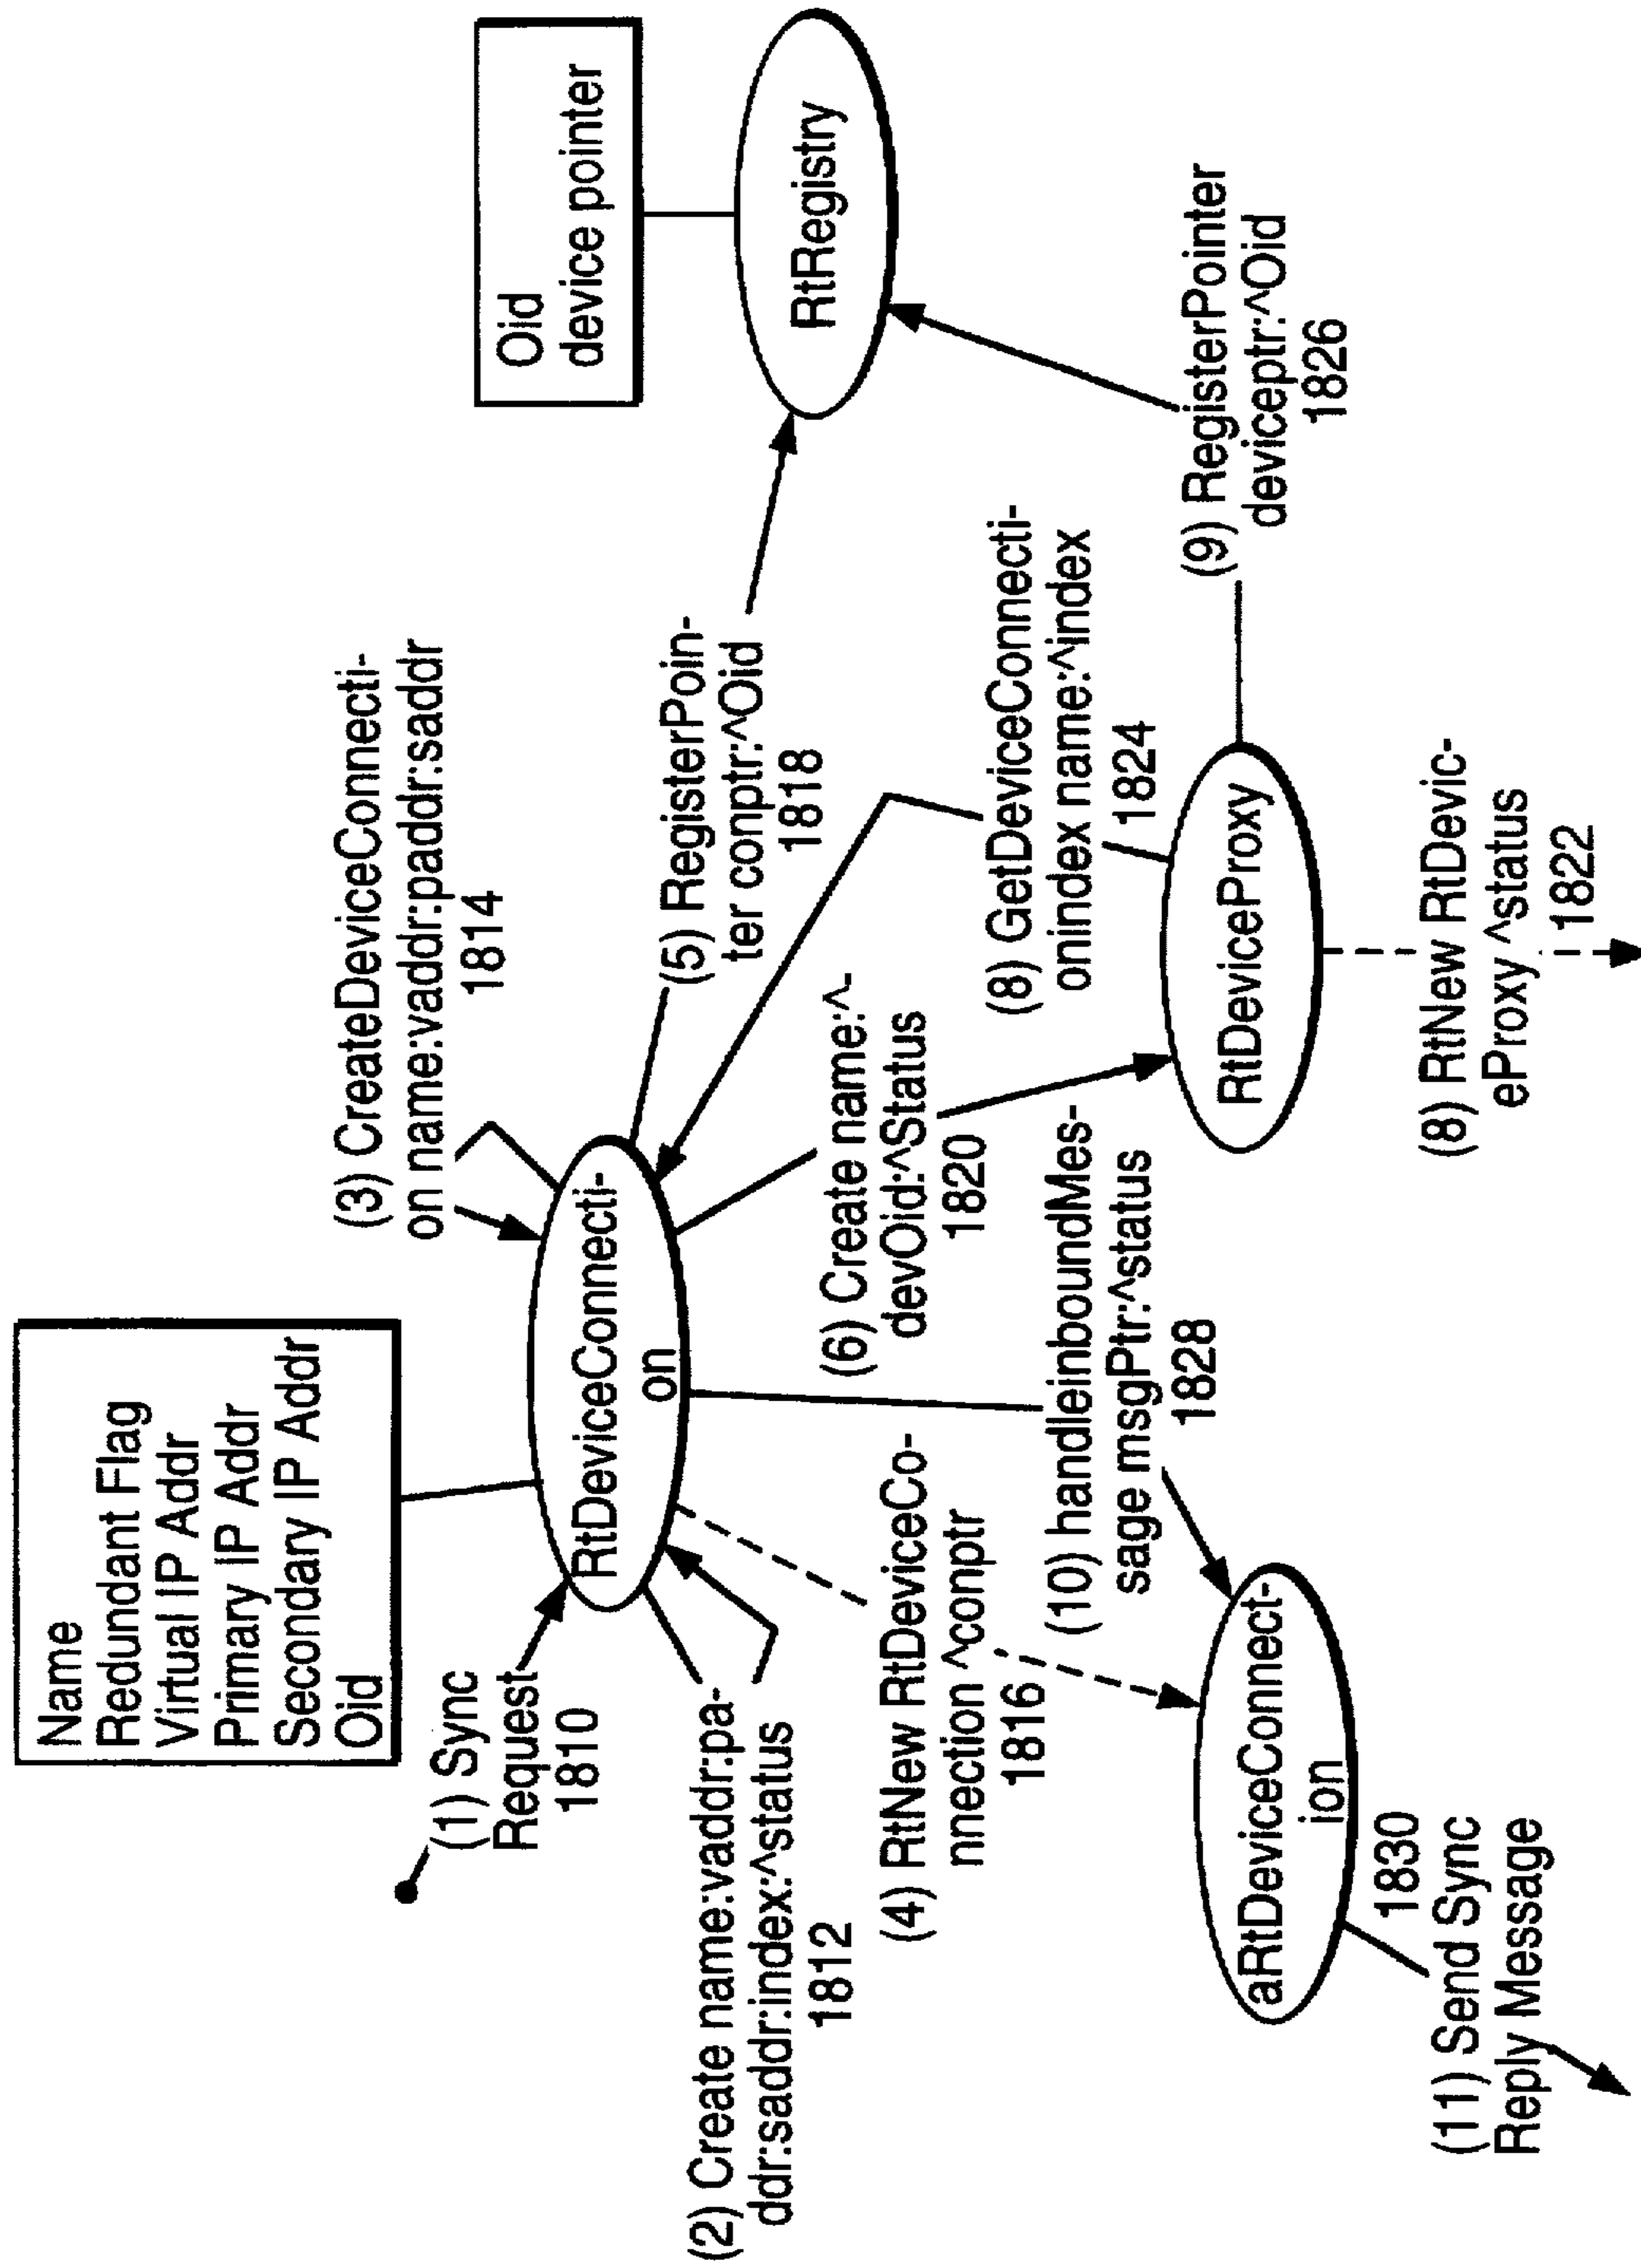 Name
Redundant Flag
Virtual IP Addr
Primary IP Addr
Secondary IP Addr
Oid
Oid
device pointer
(1) Sync
Request
1810
(3) CreateDeviceConnecti-
on name:vaddr:paddr:saddr
1814
RtDeviceConnecti-
on
RtRegistry
(2) Create name:vaddr:pa-
ddr:saddr:index:^status
1812
(5) RegisterPoin-
ter conptr:^Oid
1818
(4) RtNew RtDeviceCo-
nnection ^conptr
1816
(6) Create name:^-
devOid:^Status
1820
(8) GetDeviceConnecti-
onindex name:^index
1824
(10) handleinboundMes-
sage msgPtr:^status
1828
(9) RegisterPointer
deviceptr:^Oid
1826
aRtDeviceConnect-
ion
RtDeviceProxy
1830
(11) Send Sync
Reply Message
(8) RtNew RtDevic-
eProxy ^status
1822